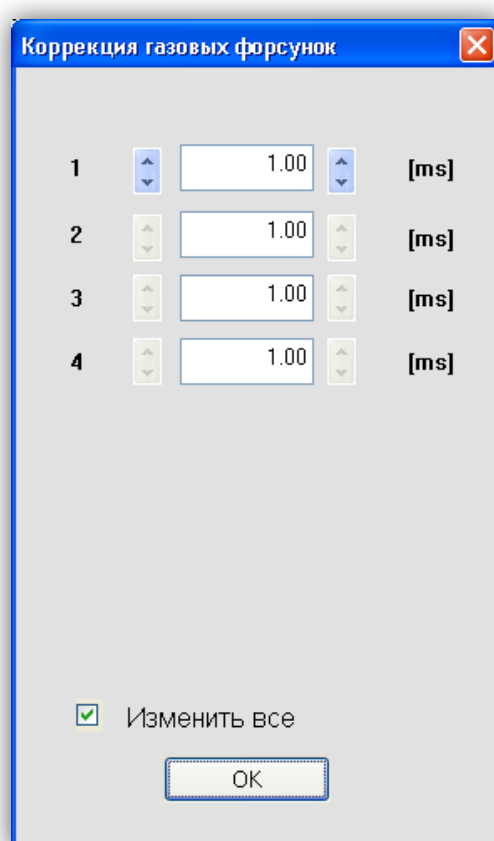 Коррекция газовых форсунок
1 1.00 [ms]
2 1.00 [ms]
3 1.00 [ms]
4 1.00 [ms]
Изменить все
OK